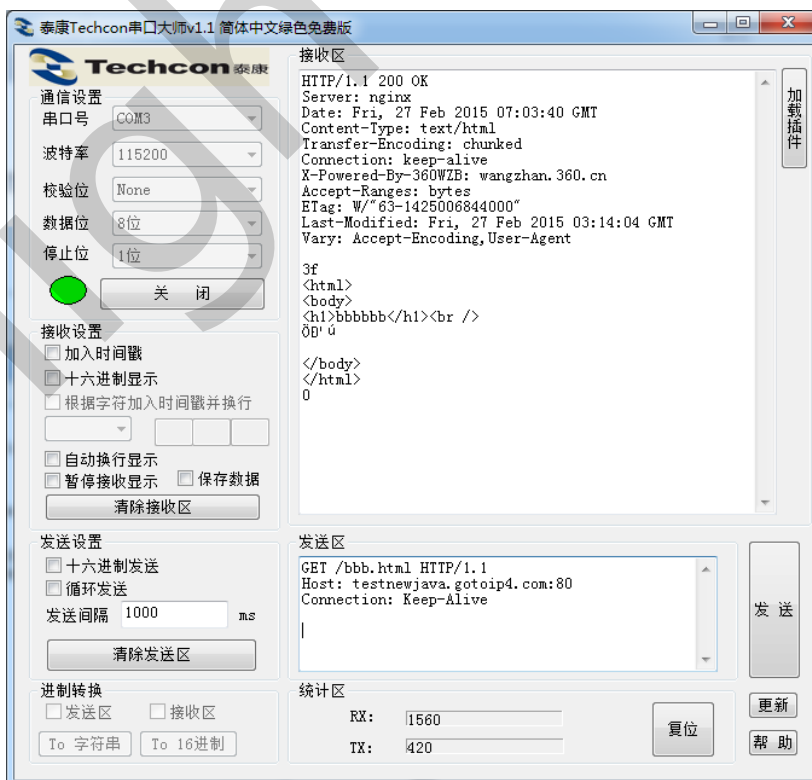 泰康Techcon串口大师v1.1 简体中文绿色免费版
Techcon泰康
通信设置
串口号 COM3
波特率 115200
校验位 None
数据位 8位
停止位 1位
关 闭
接收设置
加入时间戳
十六进制显示
根据字符加入时间戳并换行
自动换行显示
暂停接收显示 保存数据
清除接收区
发送设置
十六进制发送
循环发送
发送间隔 1000 ms
清除发送区
进制转换
发送区 接收区
To 字符串 To 16进制
接收区
HTTP/1.1 200 OK
Server: nginx
Date: Fri, 27 Feb 2015 07:03:40 GMT
Content-Type: text/html
Transfer-Encoding: chunked
Connection: keep-alive
X-Powered-By-360WZB: wangzhan.360.cn
Accept-Ranges: bytes
ETag: W/"63-1425006844000"
Last-Modified: Fri, 27 Feb 2015 03:14:04 GMT
Vary: Accept-Encoding,User-Agent
3f
<html>
<body>
<h1>bbbbbb</h1><br />
</body>
</html>
0
加载插件
发送区
GET /bbb.html HTTP/1.1
Host: testnewjava.gotoip4.com:80
Connection: Keep-Alive
发 送
统计区
RX: 1560
TX: 420
复位
更新
帮 助